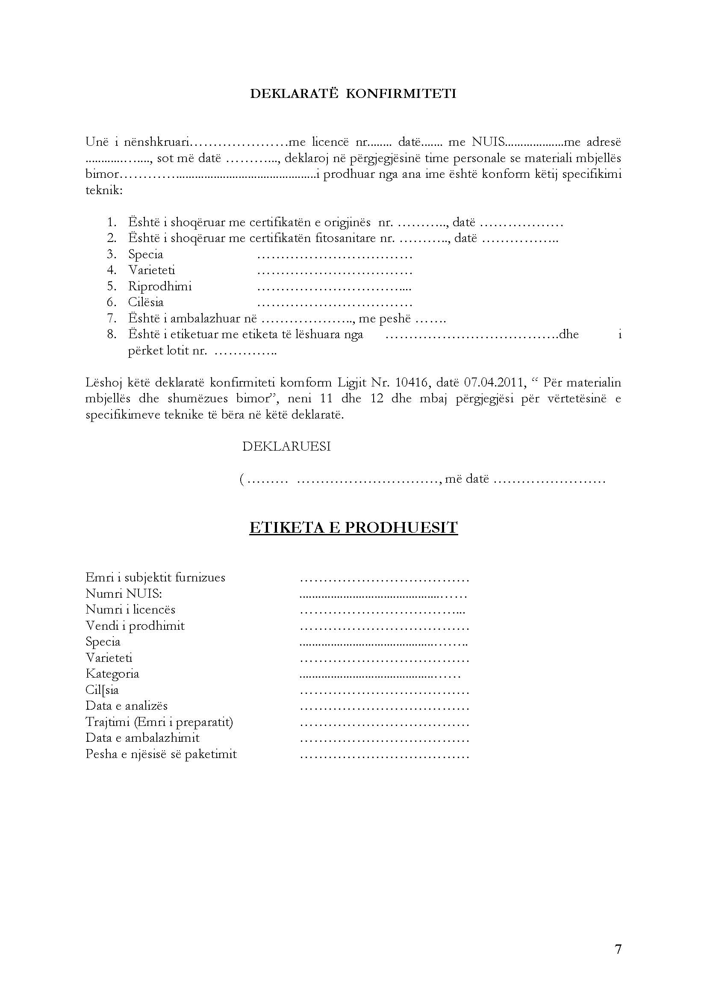 DEKLARATË KONFIRMITETI
Unë i nënshkruari…………………me licencë nr........ datë....... me NUIS...................me adresë
............…....., sot më datë ………..., deklaroj në përgjegjësinë time personale se materiali mbjellës
bimor…………..............................................i prodhuar nga ana ime është konform këtij specifikimi
teknik:
1. Është i shoqëruar me certifikatën e origjinës nr. ……….., datë ………………
2. Është i shoqëruar me certifikatën fitosanitare nr. ……….., datë ……………..
3. Specia ……………………………
4. Varieteti ……………………………
5. Riprodhimi …………………………...
6. Cilësia ……………………………
7. Është i ambalazhuar në ……………….., me peshë …….
8. Është i etiketuar me etiketa të lëshuara nga ……………………………….dhe i
përket lotit nr. …………..
Lëshoj këtë deklaratë konfirmiteti komform Ligjit Nr. 10416, datë 07.04.2011, “ Për materialin
mbjellës dhe shumëzues bimor”, neni 11 dhe 12 dhe mbaj përgjegjësi për vërtetësinë e
specifikimeve teknike të bëra në këtë deklaratë.
DEKLARUESI
( ……… …………………………, më datë ……………………
ETIKETA E PRODHUESIT
Emri i subjektit furnizues ………………………………
Numri NUIS: .............................................……
Numri i licencës ……………………………...
Vendi i prodhimit ………………………………
Specia ...........................................……..
Varieteti ………………………………
Kategoria ...........................................……
Cil[sia ………………………………
Data e analizës ………………………………
Trajtimi (Emri i preparatit) ………………………………
Data e ambalazhimit ………………………………
Pesha e njësisë së paketimit ………………………………
7